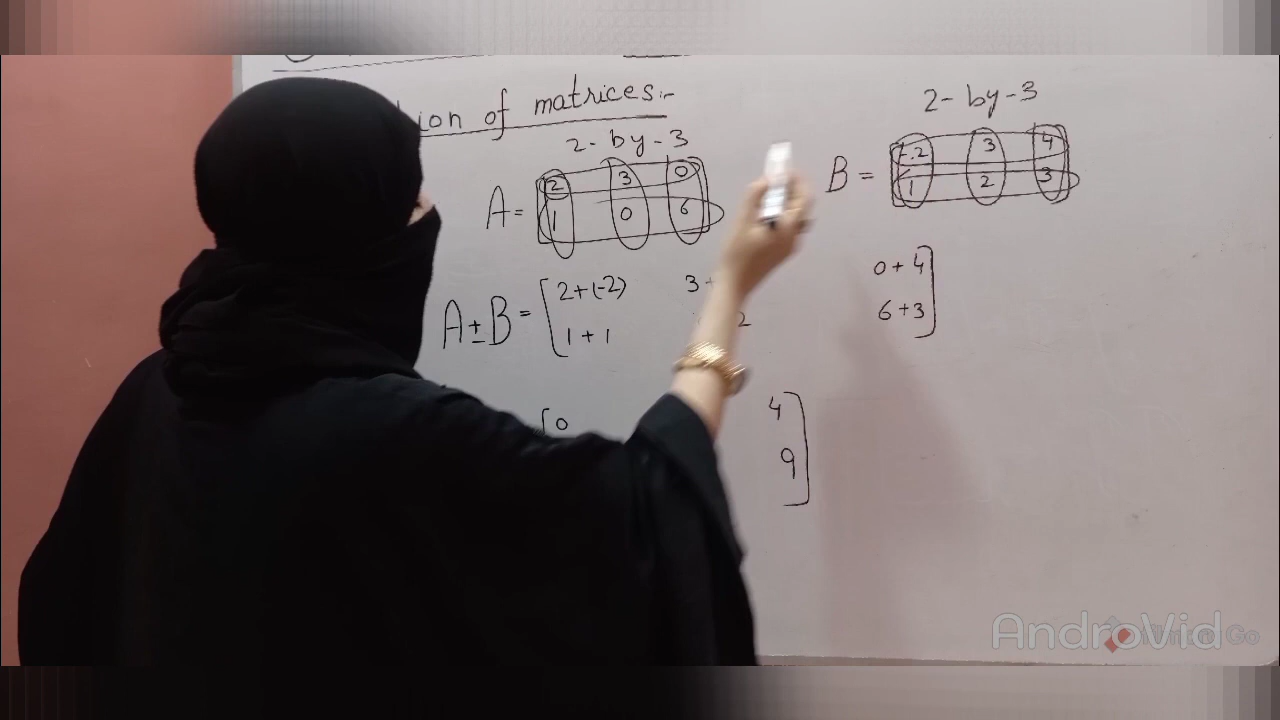 ion of matrices:-
2- by -3
2- by -3
A = 2 3 0
1 0 6
B = -2 3 4
1 2 3
A ± B = [ 2+(-2) 3+ 0+4
1+1 2 6+3 ]
[ 0 4
9 ]
AndroVid
Go